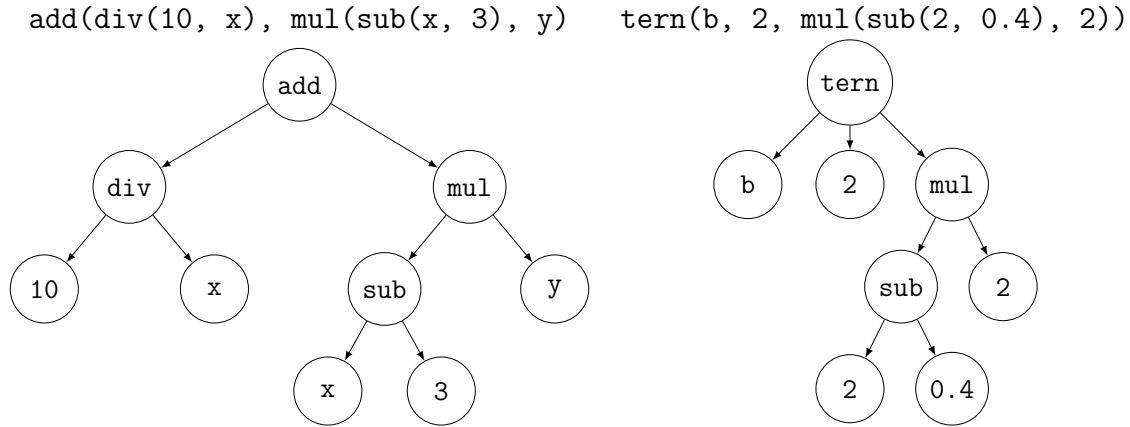 add(div(10, x), mul(sub(x, 3), y)
tern(b, 2, mul(sub(2, 0.4), 2))
add
div
mul
10
x
sub
y
x
3
tern
b
2
mul
sub
2
2
0.4